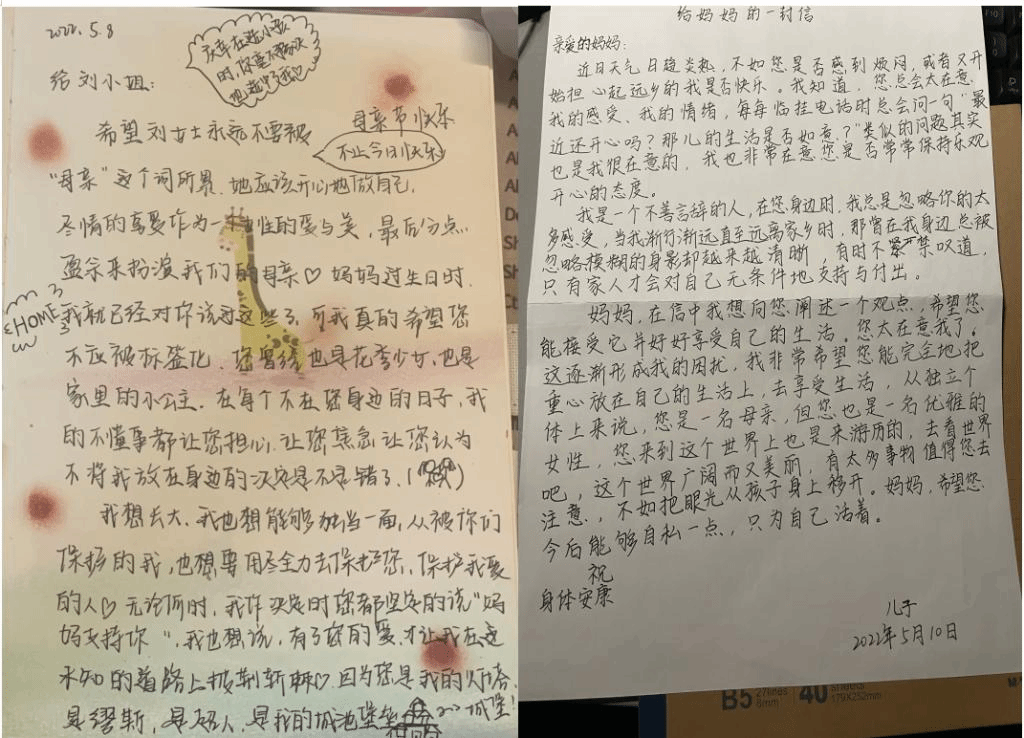 2022.5.8
庆幸在选小孩
时,你毫不犹豫
地选中了我♡
给刘小姐:
母亲节快乐
不止今日快乐
希望刘女士永远不要被
“母亲”这个词所累.她应该开心地做自己,
尽情的享受作为一个女性的爱与美,最后分一点
盈余来扮演我们的母亲♡ 妈妈过生日时.
HOME
我就已经对你说过这些了,可我真的希望您
不应被标签化.您曾经也是花季少女,也是
家里的小公主.在每个不在您身边的日子,我
的不懂事都让您担心,让您焦急让您认为
不将我放在身边的决定是不是错了.(
我想长大,我也想能够独当一面,从被你们
保护的我,也想要用尽全力去保护您,保护我爱
的人♡ 无论何时,我作决定时您都坚定的说“妈
妈支持你”,我也想说,有了您的爱,才让我在这
未知的道路上披荆斩棘♡.因为您是我的灯塔.
是缪斯,是超人,是我的城池堡垒
城堡!
给妈妈的一封信
亲爱的妈妈:
近日天气日趋炎热,不知您是否感到烦闷,或者又开
始担心起远乡的我是否快乐。我知道,您总会太在意
我的感受、我的情绪,每每临挂电话时总会问一句“最
近还开心吗?那儿的生活是否如意?”类似的问题其实
也是我很在意的,我也非常在意您是否常常保持乐观
开心的态度。
我是一个不善言辞的人,在您身边时,我总是忽略你的太
多感受,当我渐行渐远直至远离家乡时,那曾在我身边总被
忽略模糊的身影却越来越清晰,有时不禁叹道,
只有家人才会对自己无条件地支持与付出。
妈妈,在信中我想向您阐述一个观点,希望您
能接受它并好好享受自己的生活。您太在意我了。
这逐渐形成我的困扰,我非常希望您能完全地把
重心放在自己的生活上,去享受生活,从独立个
体上来说,您是一名母亲,但您也是一名优雅的
女性,您来到这个世界上也是来游历的,去看世界
吧,这个世界广阔而又美丽,有太多事物值得您去
注意,不如把眼光从孩子身上移开。妈妈,希望您
今后能够自私一点,只为自己活着。
祝
身体安康
儿子
2022年5月10日
B5 27lines 8mm 40 sheets 179X252mm